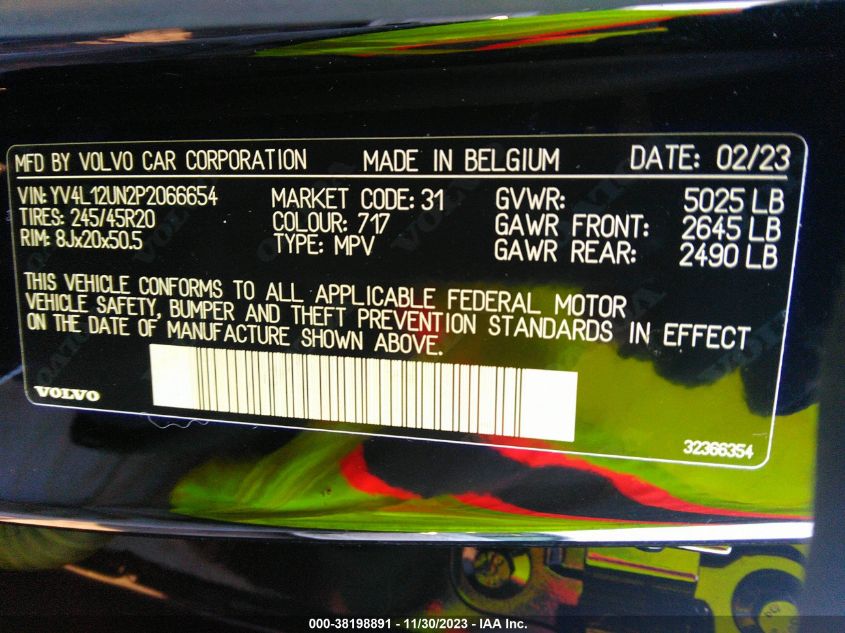 MFD BY VOLVO CAR CORPORATION MADE IN BELGIUM DATE: 02/23
VIN: YV4L12UN2P2066654 MARKET CODE: 31 GVWR: 5025 LB
TIRES: 245/45R20 COLOUR: 717 GAWR FRONT: 2645 LB
RIM: 8Jx20x50.5 TYPE: MPV GAWR REAR: 2490 LB
THIS VEHICLE CONFORMS TO ALL APPLICABLE FEDERAL MOTOR
VEHICLE SAFETY, BUMPER AND THEFT PREVENTION STANDARDS IN EFFECT
ON THE DATE OF MANUFACTURE SHOWN ABOVE.
VOLVO
32366354
000-38198891 - 11/30/2023 - IAA Inc.